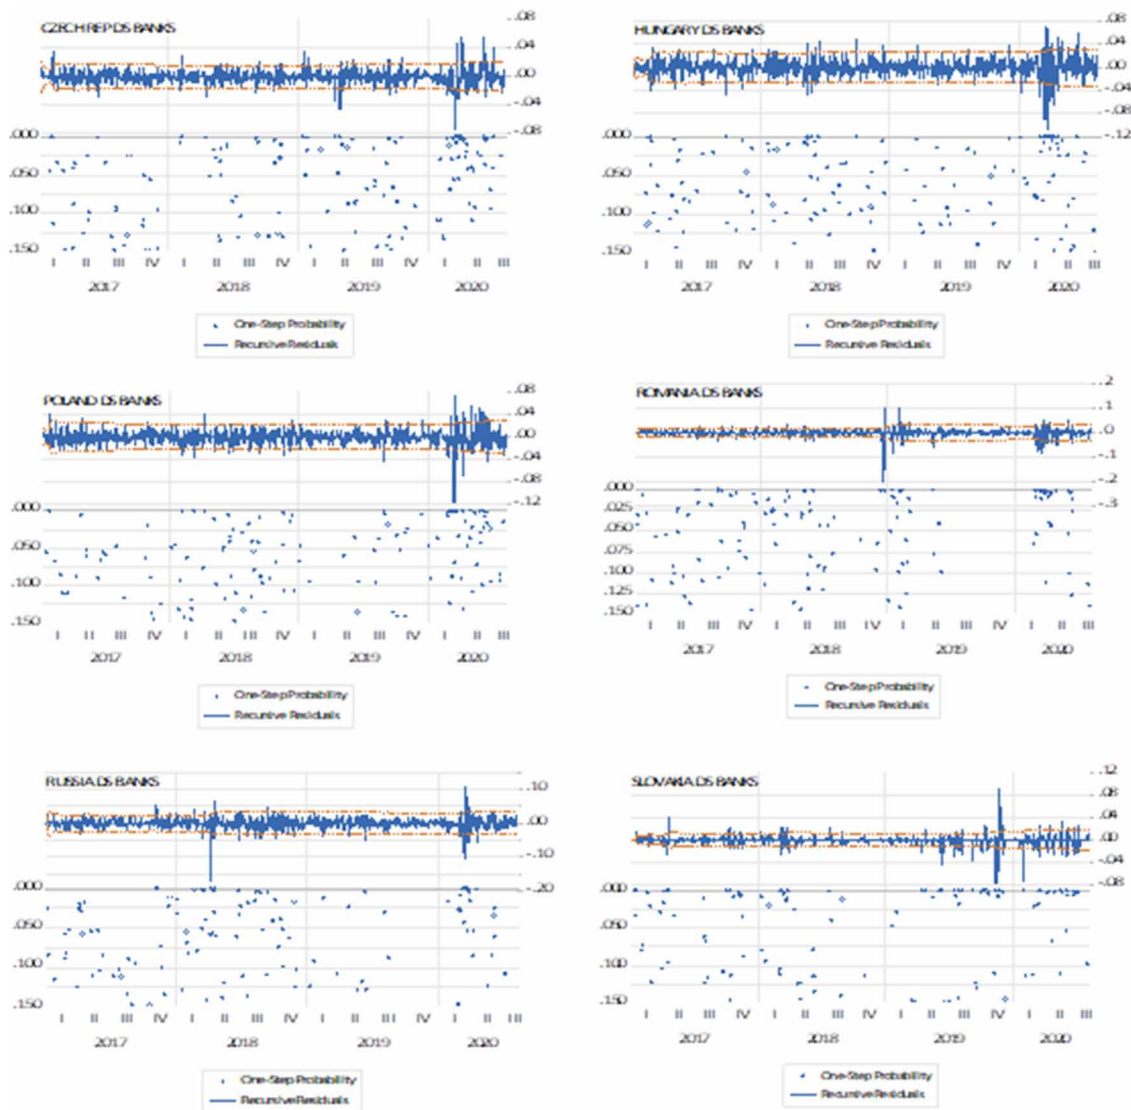 CZECH REP DS BANKS
.08
.04
.00
-.04
-.08
.000
.050
.100
.150
I II III IV I II III IV I II III IV I II III
2017 2018 2019 2020
One-Step Probability
Recursive Residuals
HUNGARY DS BANKS
.08
.04
.00
-.04
-.08
-.12
.000
.050
.100
.150
I II III IV I II III IV I II III IV I II III
2017 2018 2019 2020
One-Step Probability
Recursive Residuals
POLAND DS BANKS
.08
.04
.00
-.04
-.08
-.12
.000
.050
.100
.150
I II III IV I II III IV I II III IV I II III
2017 2018 2019 2020
One-Step Probability
Recursive Residuals
ROMANIA DS BANKS
.2
.1
.0
-.1
-.2
-.3
.000
.025
.050
.075
.100
.125
.150
I II III IV I II III IV I II III IV I II III
2017 2018 2019 2020
One-Step Probability
Recursive Residuals
RUSSIA DS BANKS
.10
.00
-.10
-.20
.000
.050
.100
.150
I II III IV I II III IV I II III IV I II III
2017 2018 2019 2020
One-Step Probability
Recursive Residuals
SLOVAKIA DS BANKS
.12
.08
.04
.00
-.04
-.08
.000
.050
.100
.150
I II III IV I II III IV I II III IV I II III
2017 2018 2019 2020
One-Step Probability
Recursive Residuals